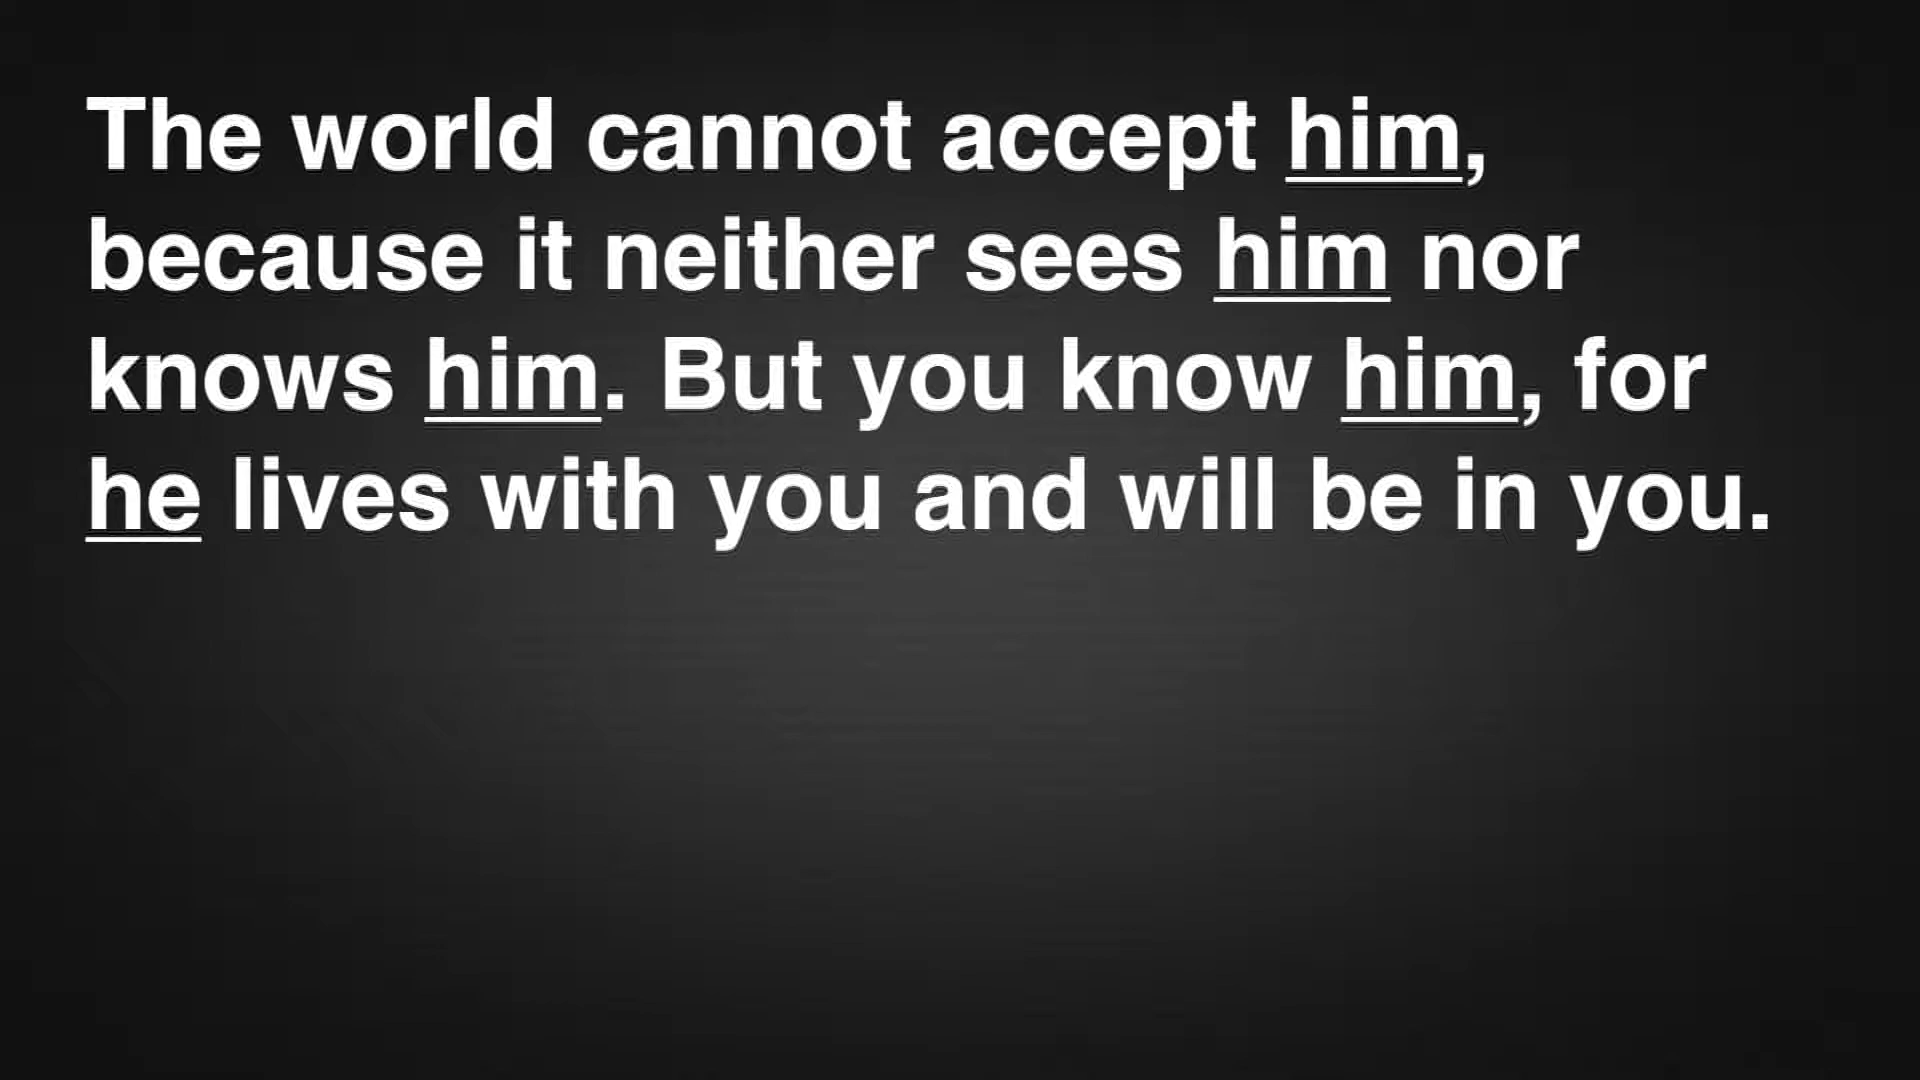 The world cannot accept him,
because it neither sees him nor
knows him. But you know him, for
he lives with you and will be in you.